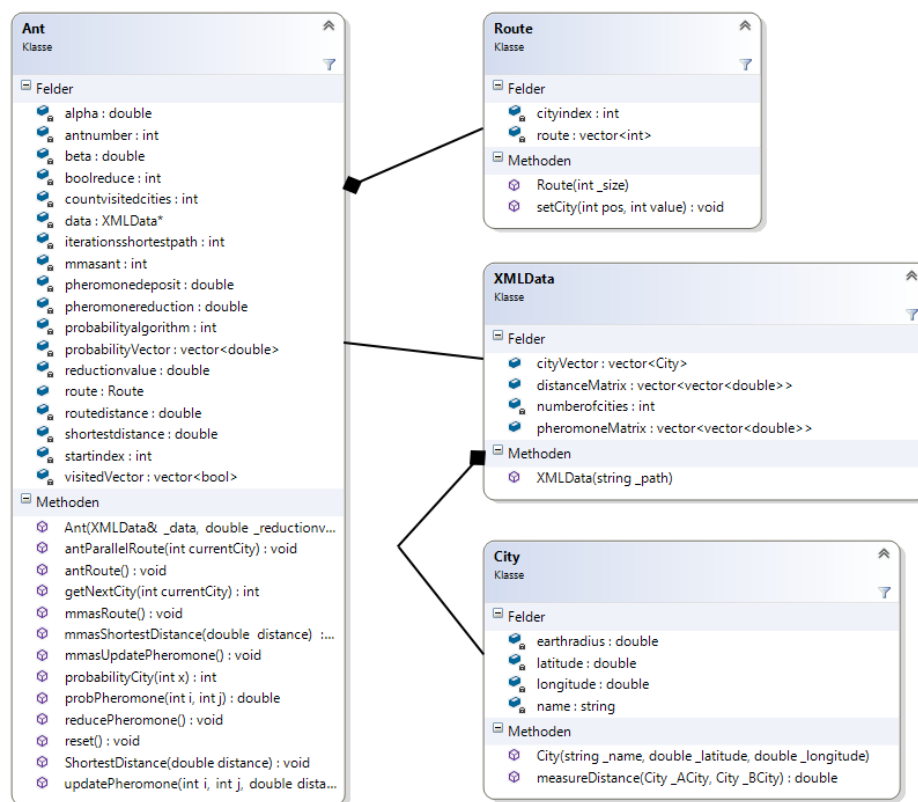 Ant
Klasse
Felder
alpha : double
antnumber : int
beta : double
boolreduce : int
countvisitedcities : int
data : XMLData*
iterationsshortestpath : int
mmasant : int
pheromonedeposit : double
pheromonereduction : double
probabilityalgorithm : int
probabilityVector : vector<double>
reductionvalue : double
route : Route
routedistance : double
shortestdistance : double
startindex : int
visitedVector : vector<bool>
Methoden
Ant(XMLData& _data, double _reductionv...
antParallelRoute(int currentCity) : void
antRoute() : void
getNextCity(int currentCity) : int
mmasRoute() : void
mmasShortestDistance(double distance) :...
mmasUpdatePheromone() : void
probabilityCity(int x) : int
probPheromone(int i, int j) : double
reducePheromone() : void
reset() : void
ShortestDistance(double distance) : void
updatePheromone(int i, int j, double dista...
Route
Klasse
Felder
cityindex : int
route : vector<int>
Methoden
Route(int _size)
setCity(int pos, int value) : void
XMLData
Klasse
Felder
cityVector : vector<City>
distanceMatrix : vector<vector<double>>
numberofcities : int
pheromoneMatrix : vector<vector<double>>
Methoden
XMLData(string _path)
City
Klasse
Felder
earthradius : double
latitude : double
longitude : double
name : string
Methoden
City(string _name, double _latitude, double _longitude)
measureDistance(City _ACity, City _BCity) : double